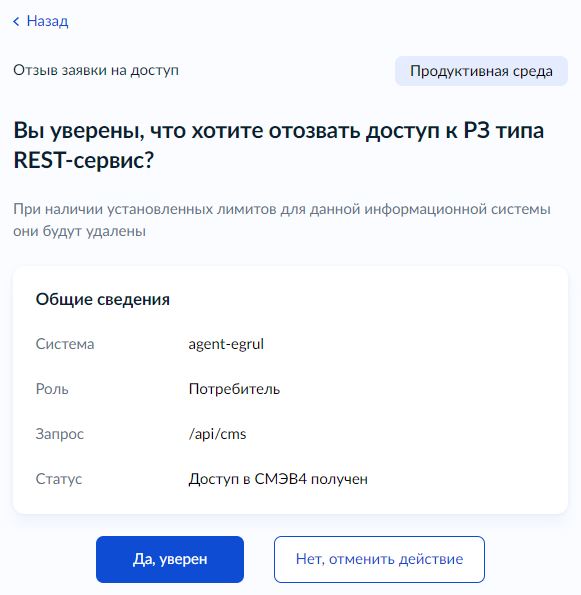 Назад
Отзыв заявки на доступ
Продуктивная среда
Вы уверены, что хотите отозвать доступ к РЗ типа
REST-сервис?
При наличии установленных лимитов для данной информационной системы
они будут удалены
Общие сведения
Система agent-egrul
Роль Потребитель
Запрос /api/cms
Статус Доступ в СМЭВ4 получен
Да, уверен
Нет, отменить действие